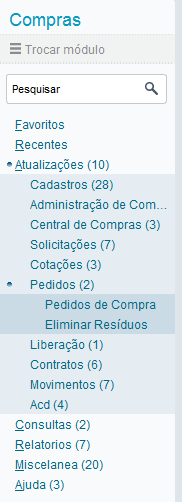 Compras
Trocar módulo
Pesquisar
Favoritos
Recentes
Atualizações (10)
Cadastros (28)
Administração de Com...
Central de Compras (3)
Solicitações (7)
Cotações (3)
Pedidos (2)
Pedidos de Compra
Eliminar Resíduos
Liberação (1)
Contratos (6)
Movimentos (7)
Acd (4)
Consultas (2)
Relatorios (7)
Miscelanea (20)
Ajuda (3)